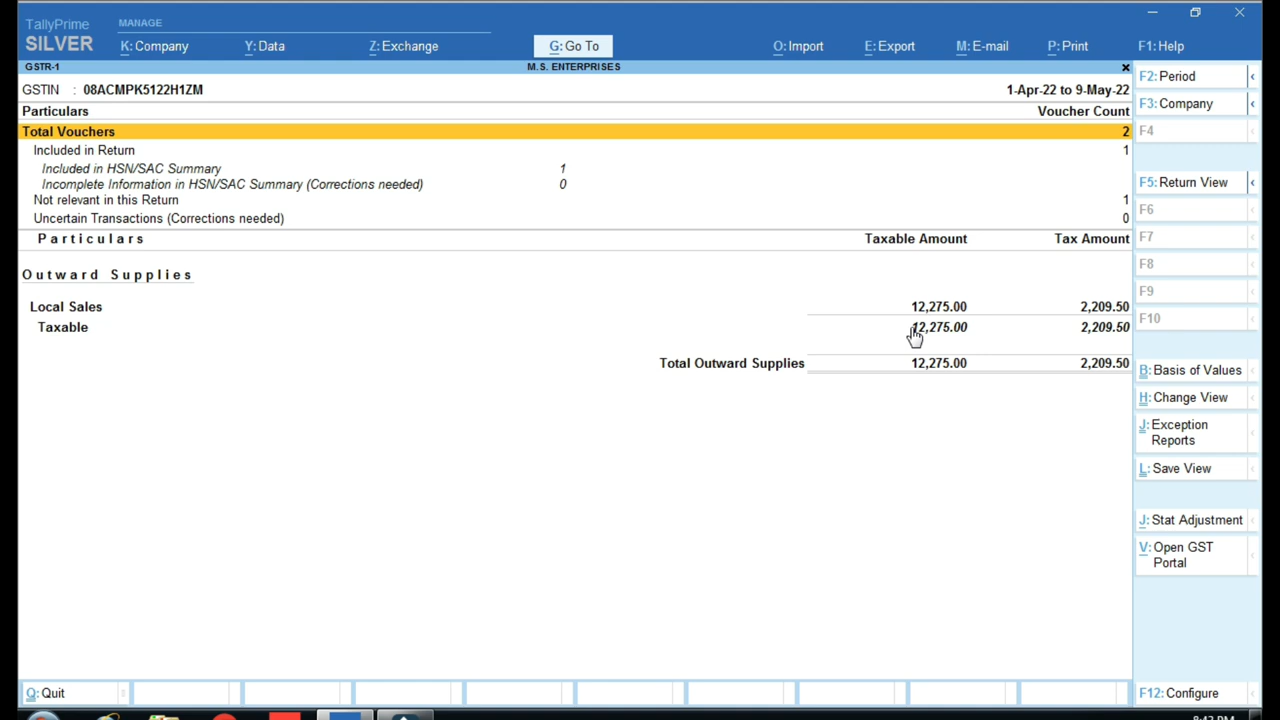 TallyPrime MANAGE
SILVER K: Company Y: Data Z: Exchange G: Go To O: Import E: Export M: E-mail P: Print F1: Help
GSTR-1 M.S. ENTERPRISES x
GSTIN : 08ACMPK5122H1ZM 1-Apr-22 to 9-May-22
Particulars Voucher Count
Total Vouchers 2
Included in Return 1
Included in HSN/SAC Summary 1
Incomplete Information in HSN/SAC Summary (Corrections needed) 0
Not relevant in this Return 1
Uncertain Transactions (Corrections needed) 0
Particulars Taxable Amount Tax Amount
Outward Supplies
Local Sales 12,275.00 2,209.50
Taxable 12,275.00 2,209.50
Total Outward Supplies 12,275.00 2,209.50
F2: Period
F3: Company
F4
F5: Return View
F6
F7
F8
F9
F10
B: Basis of Values
H: Change View
J: Exception
Reports
L: Save View
J: Stat Adjustment
V: Open GST
Portal
Q: Quit F12: Configure